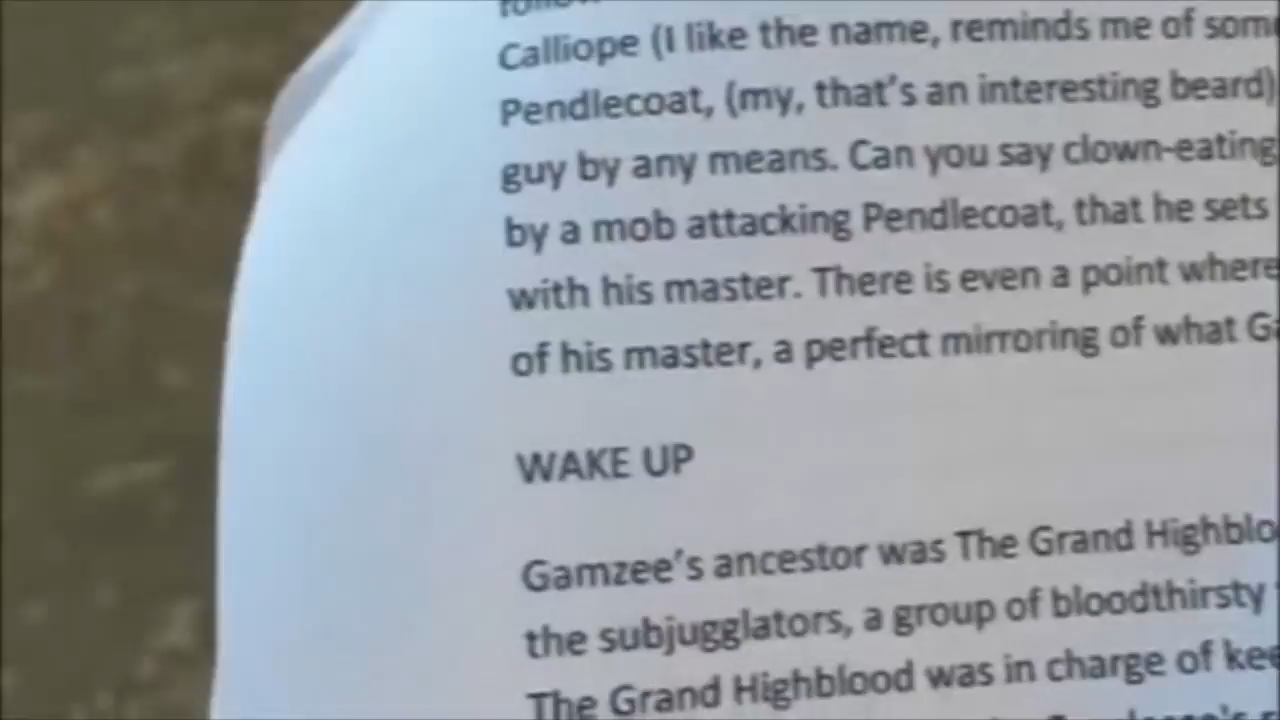 Calliope (I like the name, reminds me of
Pendlecoat, (my, that's an interesting beard)
guy by any means. Can you say clown-eating
by a mob attacking Pendlecoat, that he sets
with his master. There is even a point where
of his master, a perfect mirroring of what
WAKE UP
Gamzee's ancestor was The Grand
the subjugglators, a group of bloodthirsty
The Grand Highblood was in charge of